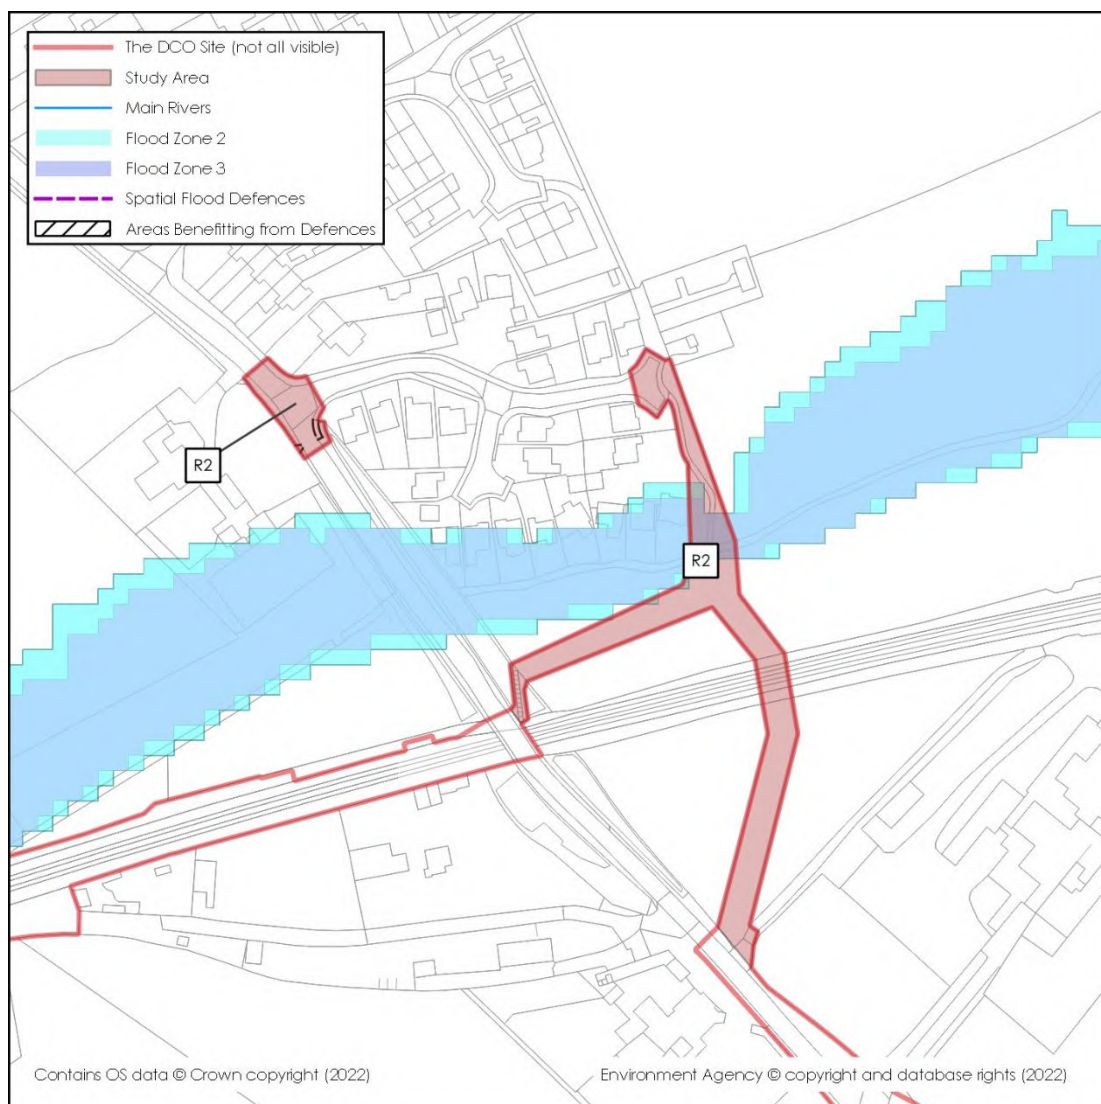 The DCO Site (not all visible)
Study Area
Main Rivers
Flood Zone 2
Flood Zone 3
Spatial Flood Defences
Areas Benefitting from Defences
R2
R2
Contains OS data © Crown copyright (2022)
Environment Agency © copyright and database rights (2022)